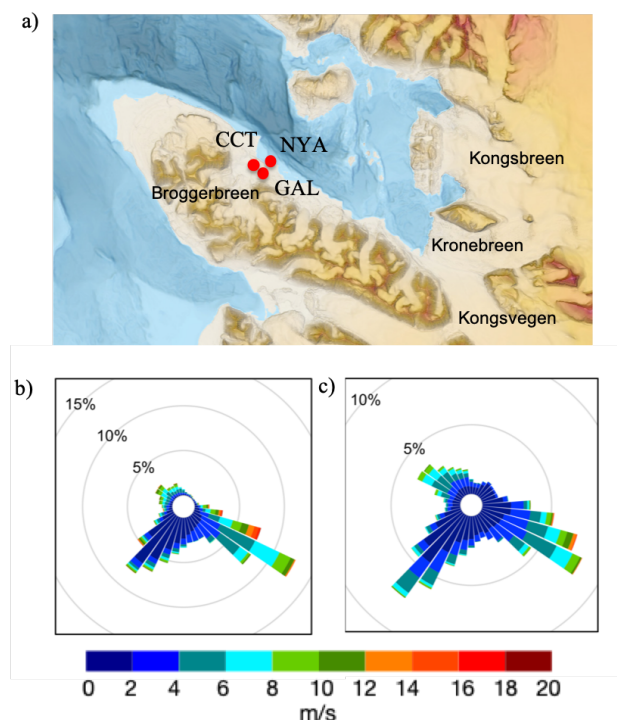 a)
CCT
NYA
Kongsbreen
Broggerbreen
GAL
Kronebreen
Kongsvegen
b)
15%
10%
5%
c)
10%
5%
0 2 4 6 8 10 12 14 16 18 20
m/s